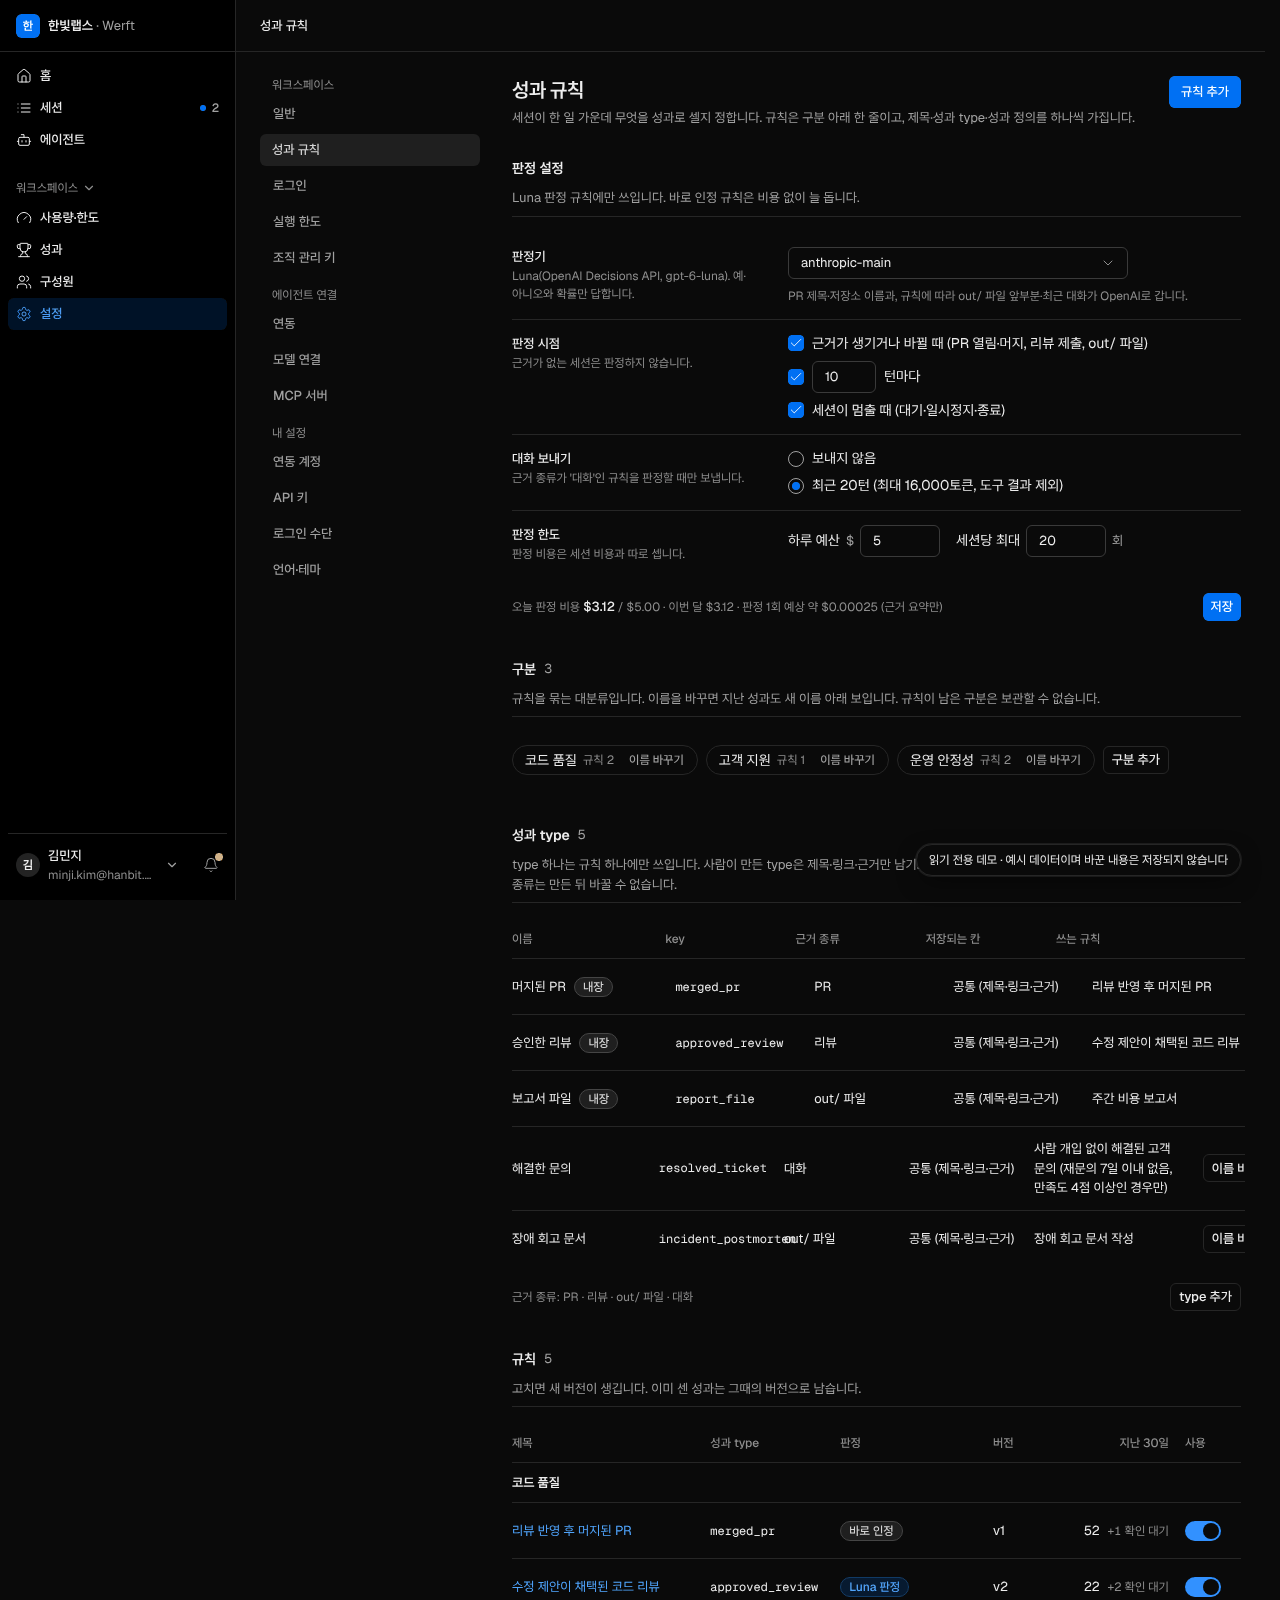 한 한빛랩스 · Werft
성과 규칙
홈
세션 2
에이전트
워크스페이스
사용량·한도
성과
구성원
설정
김 김민지
minji.kim@hanbit....
워크스페이스
일반
성과 규칙
로그인
실행 한도
조직 관리 키
에이전트 연결
연동
모델 연결
MCP 서버
내 설정
연동 계정
API 키
로그인 수단
언어·테마
성과 규칙
규칙 추가
세션이 한 일 가운데 무엇을 성과로 셀지 정합니다. 규칙은 구분 아래 한 줄이고, 제목·성과 type·성과 정의를 하나씩 가집니다.
판정 설정
Luna 판정 규칙에만 쓰입니다. 바로 인정 규칙은 비용 없이 늘 돕니다.
판정기
Luna(OpenAI Decisions API, gpt-6-luna). 예·
아니오와 확률만 답합니다.
anthropic-main
PR 제목·저장소 이름과, 규칙에 따라 out/ 파일 앞부분·최근 대화가 OpenAI로 갑니다.
판정 시점
근거가 없는 세션은 판정하지 않습니다.
근거가 생기거나 바뀔 때 (PR 열림·머지, 리뷰 제출, out/ 파일)
10 턴마다
세션이 멈출 때 (대기·일시정지·종료)
대화 보내기
근거 종류가 '대화'인 규칙을 판정할 때만 보냅니다.
보내지 않음
최근 20턴 (최대 16,000토큰, 도구 결과 제외)
판정 한도
판정 비용은 세션 비용과 따로 셉니다.
하루 예산 $ 5 세션당 최대 20 회
오늘 판정 비용 $3.12 / $5.00 · 이번 달 $3.12 · 판정 1회 예상 약 $0.00025 (근거 요약만)
저장
구분 3
규칙을 묶는 대분류입니다. 이름을 바꾸면 지난 성과도 새 이름 아래 보입니다. 규칙이 남은 구분은 보관할 수 없습니다.
코드 품질 규칙 2 이름 바꾸기 고객 지원 규칙 1 이름 바꾸기 운영 안정성 규칙 2 이름 바꾸기 구분 추가
성과 type 5
type 하나는 규칙 하나에만 쓰입니다. 사람이 만든 type은 제목·링크·근거만 남기
종류는 만든 뒤 바꿀 수 없습니다.
읽기 전용 데모 · 예시 데이터이며 바꾼 내용은 저장되지 않습니다
이름 key 근거 종류 저장되는 칸 쓰는 규칙
머지된 PR 내장 merged_pr PR 공통 (제목·링크·근거) 리뷰 반영 후 머지된 PR
승인한 리뷰 내장 approved_review 리뷰 공통 (제목·링크·근거) 수정 제안이 채택된 코드 리뷰
보고서 파일 내장 report_file out/ 파일 공통 (제목·링크·근거) 주간 비용 보고서
해결한 문의 resolved_ticket 대화 공통 (제목·링크·근거) 사람 개입 없이 해결된 고객
문의 (재문의 7일 이내 없음,
만족도 4점 이상인 경우만)
이름 바
장애 회고 문서 incident_postmortem out/ 파일 공통 (제목·링크·근거) 장애 회고 문서 작성 이름 바
근거 종류: PR · 리뷰 · out/ 파일 · 대화
type 추가
규칙 5
고치면 새 버전이 생깁니다. 이미 센 성과는 그때의 버전으로 남습니다.
제목 성과 type 판정 버전 지난 30일 사용
코드 품질
리뷰 반영 후 머지된 PR merged_pr 바로 인정 v1 52 +1 확인 대기
수정 제안이 채택된 코드 리뷰 approved_review Luna 판정 v2 22 +2 확인 대기